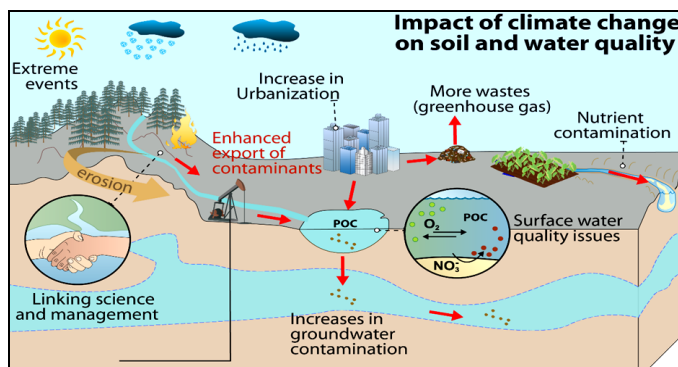 Impact of climate change
on soil and water quality
Extreme
events
Increase in
Urbanization
More wastes
(greenhouse gas)
Nutrient
contamination
Enhanced
export of
contaminants
erosion
POC
O₂
POC
NO₃⁻
Surface water
quality issues
Linking science
and management
Increases in
groundwater
contamination